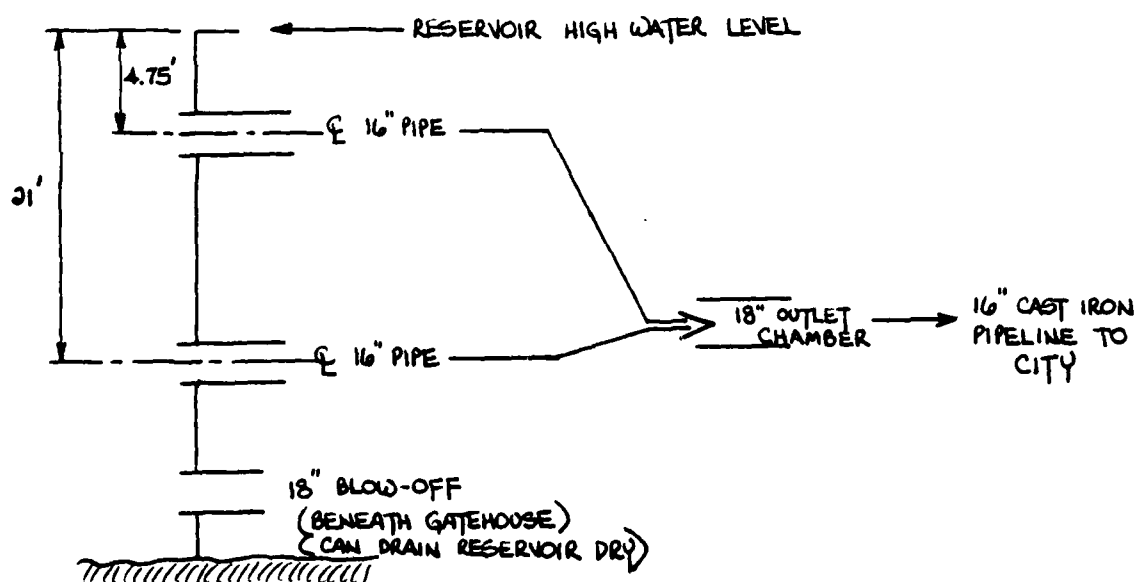 RESERVOIR HIGH WATER LEVEL
4.75'
℄ 16" PIPE
21'
18" OUTLET
CHAMBER
16" CAST IRON
PIPELINE TO
CITY
℄ 16" PIPE
18" BLOW-OFF
(BENEATH GATEHOUSE)
(CAN DRAIN RESERVOIR DRY)